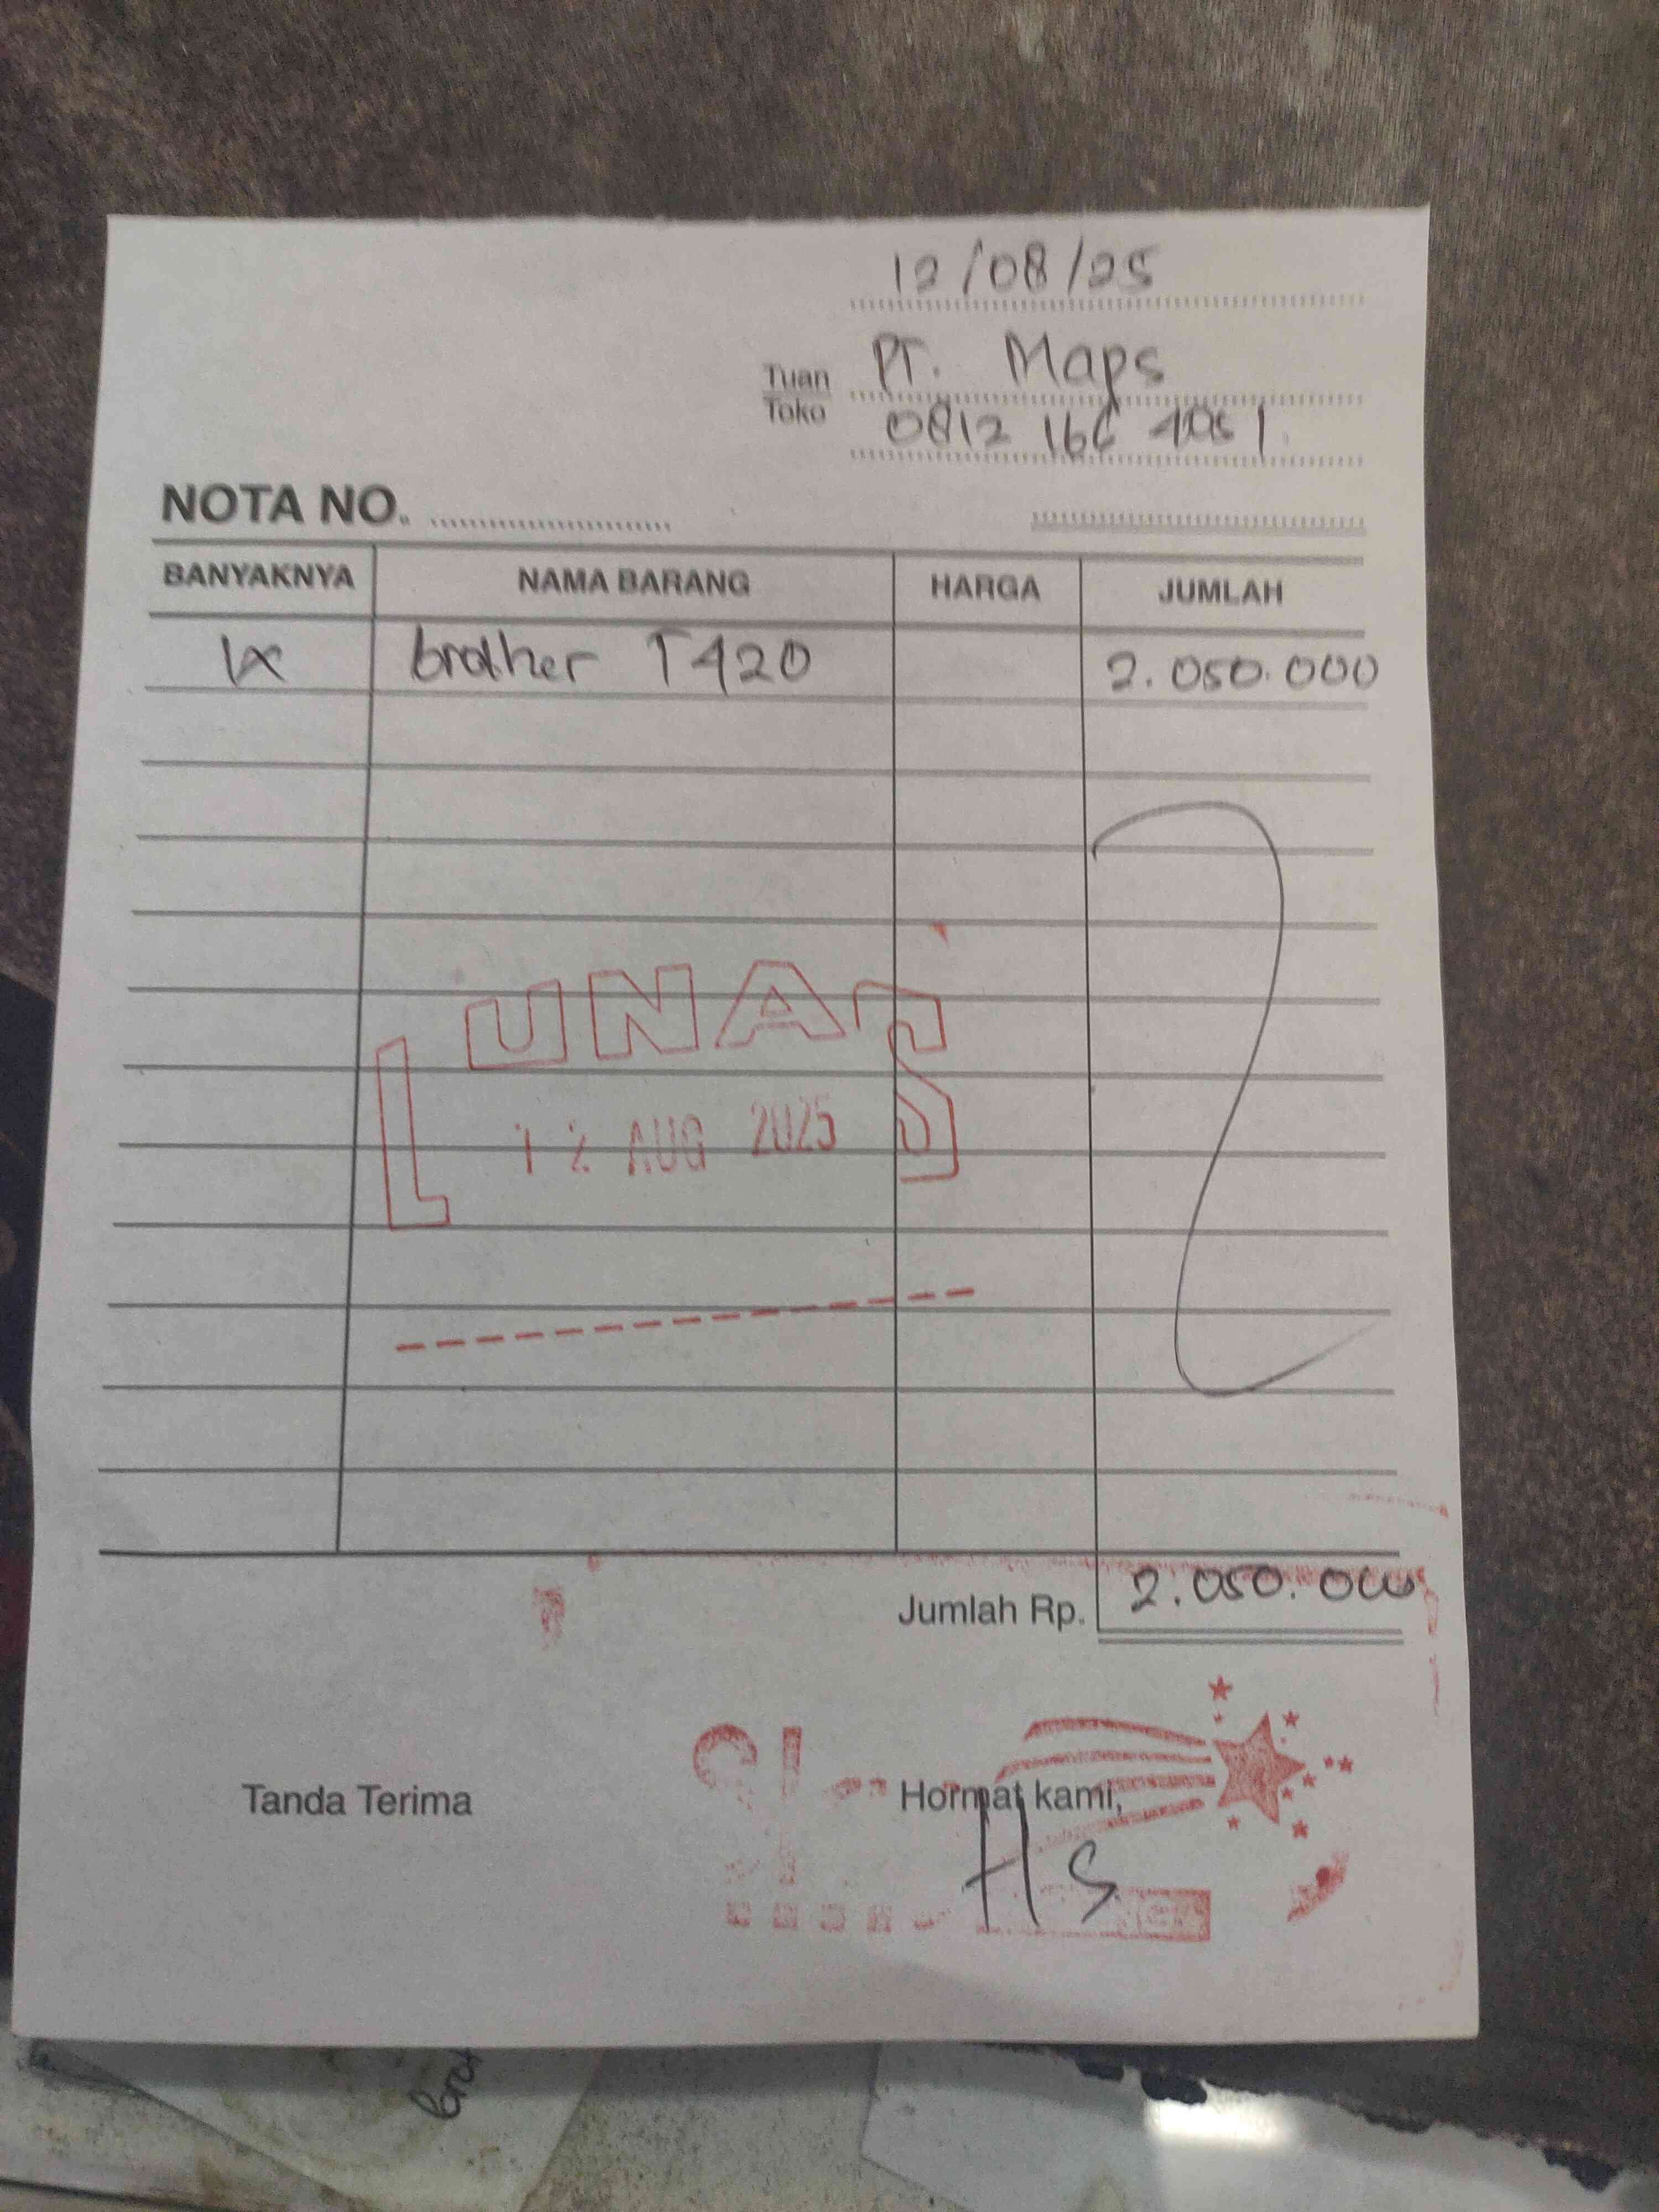 12/08/25
Tuan PT. Maps
Toko 0812 166
NOTA NO.
BANYAKNYA NAMA BARANG HARGA JUMLAH
1x brother T420 2.050.000
LUNAS
12 AUG 2025
Jumlah Rp. 2.050.000
Tanda Terima Hormat kami,
HS